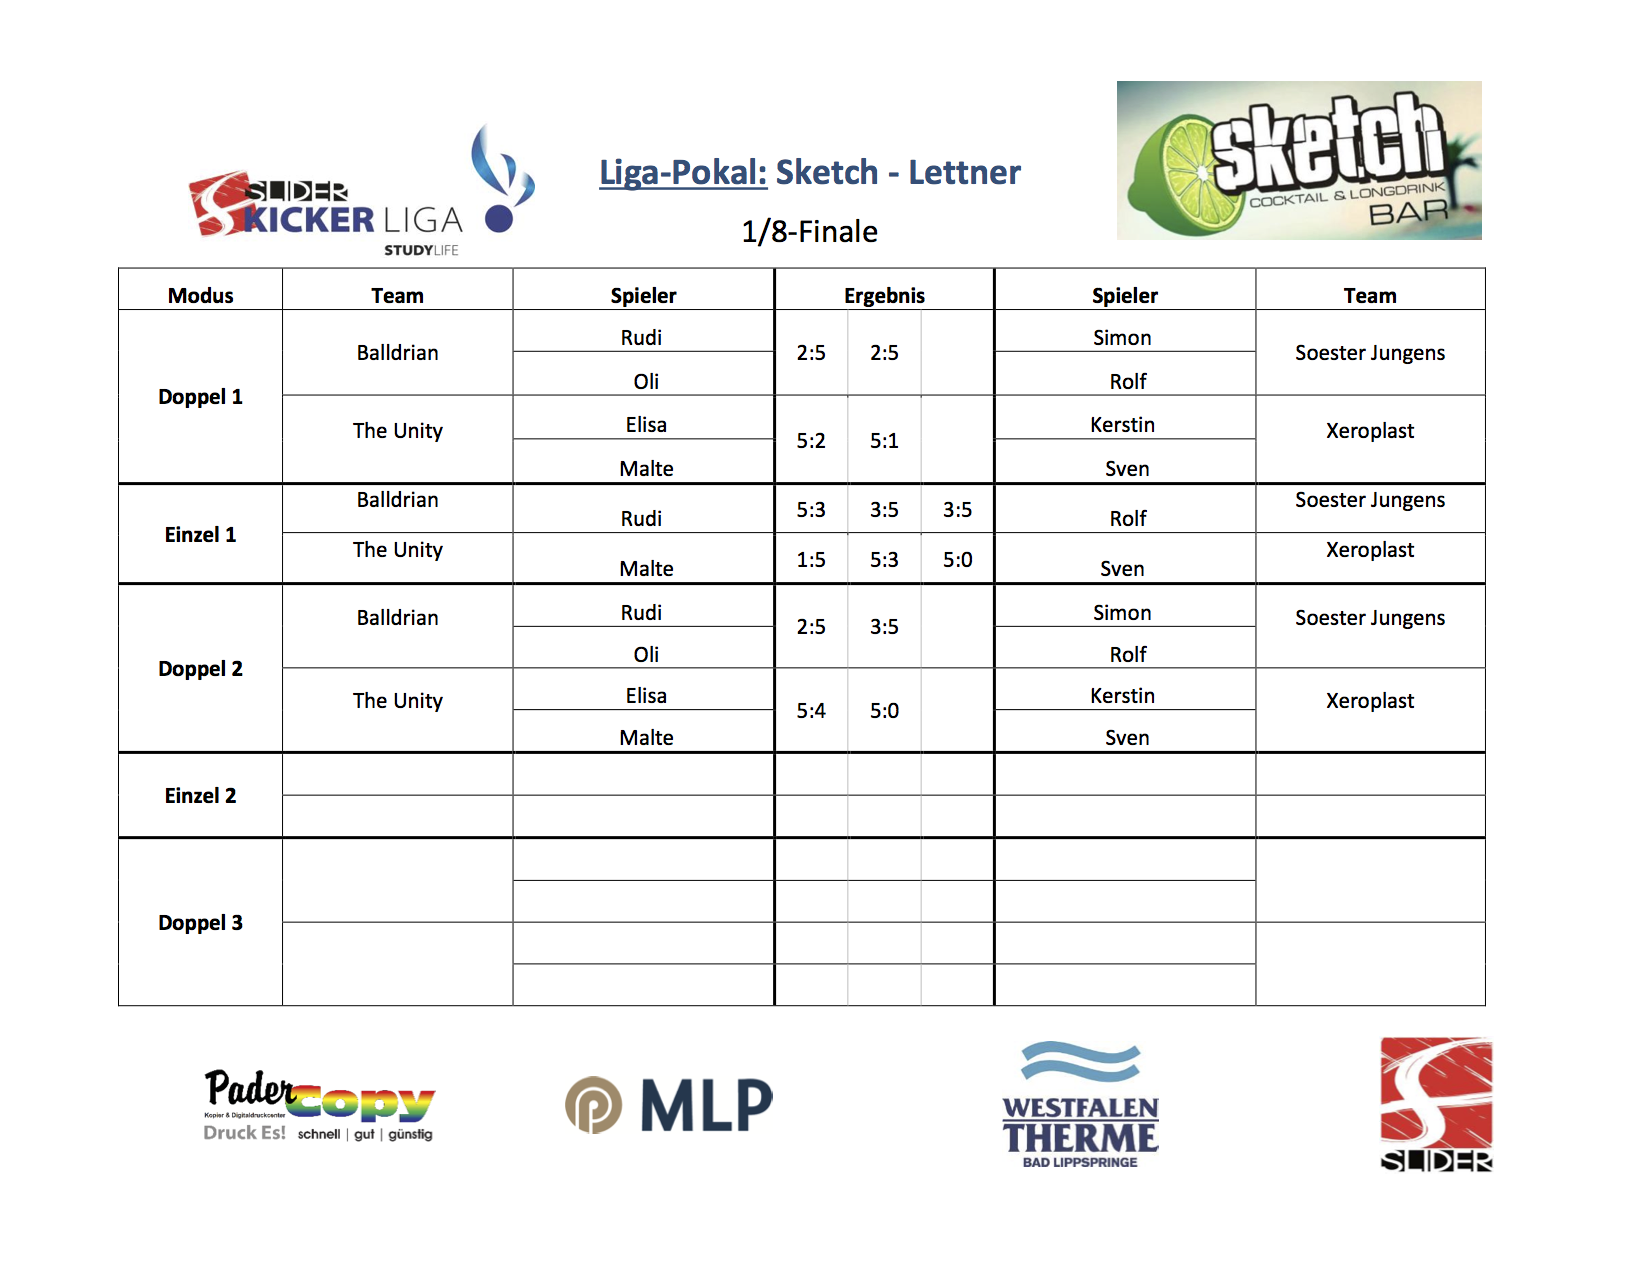 SLIDER
KICKER LIGA
STUDYLIFE
Liga-Pokal: Sketch - Lettner
1/8-Finale
sketch
COCKTAIL & LONGDRINK
BAR
Modus Team Spieler Ergebnis Spieler Team
Doppel 1
Balldrian Rudi 2:5 2:5 Simon Soester Jungens
Oli Rolf
The Unity Elisa 5:2 5:1 Kerstin Xeroplast
Malte Sven
Einzel 1
Balldrian Rudi 5:3 3:5 3:5 Rolf Soester Jungens
The Unity Malte 1:5 5:3 5:0 Sven Xeroplast
Doppel 2
Balldrian Rudi 2:5 3:5 Simon Soester Jungens
Oli Rolf
The Unity Elisa 5:4 5:0 Kerstin Xeroplast
Malte Sven
Einzel 2
Doppel 3
PaderCopy
Kopier & Digitaldruckcenter
Druck Es! schnell | gut | günstig
MLP
WESTFALEN
THERME
BAD LIPPSPRINGE
SLIDER